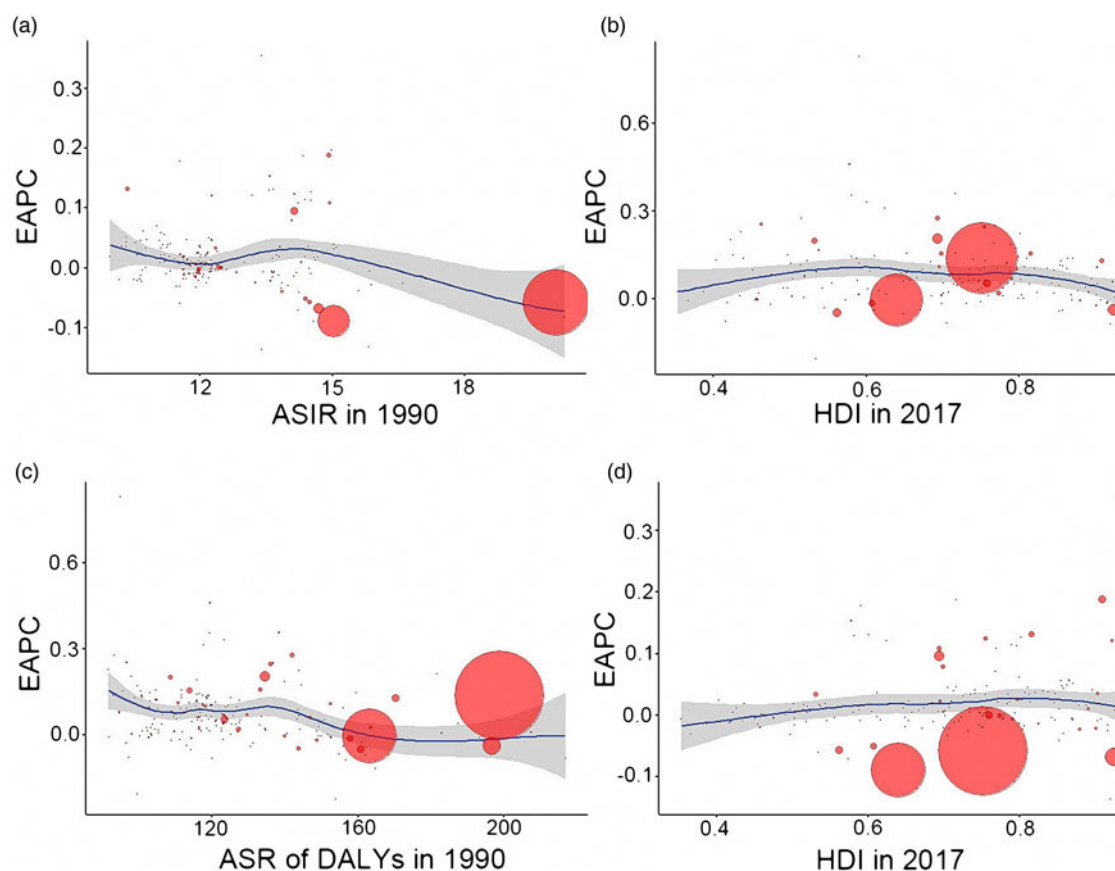 (a)
0.3
0.2
0.1
0.0
-0.1
EAPC
12 15 18
ASIR in 1990
(b)
0.6
0.3
0.0
EAPC
0.4 0.6 0.8
HDI in 2017
(c)
0.6
0.3
0.0
EAPC
120 160 200
ASR of DALYs in 1990
(d)
0.3
0.2
0.1
0.0
-0.1
EAPC
0.4 0.6 0.8
HDI in 2017